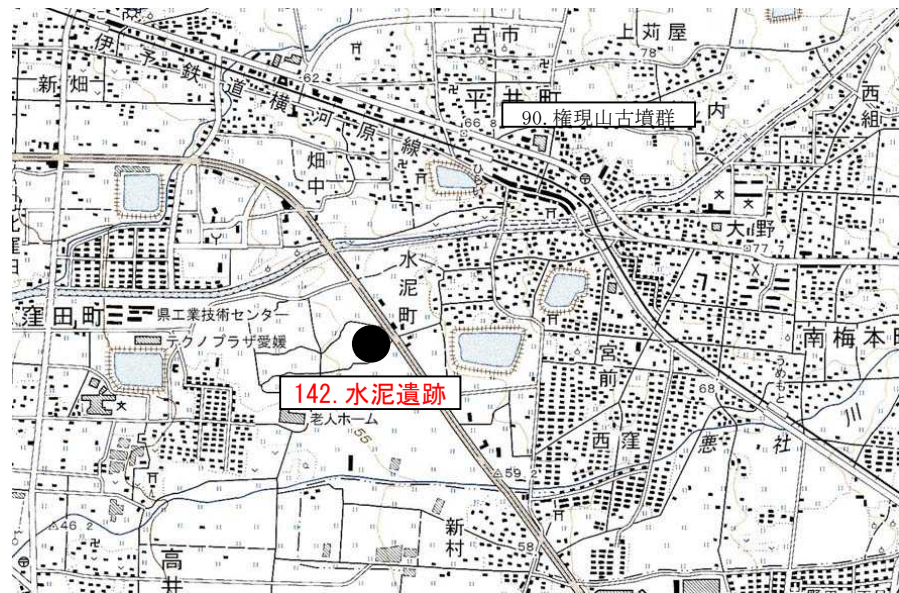 古市
上苅屋
78
新畑
伊予鉄道横河原線
62
平井町
西組
90.権現山古墳群
内
66 8
畑中
ひらい
大野
77 7
水泥町
窪田町
県工業技術センター
テクノプラザ愛媛
宮前
南梅本町
うめもと
142. 水泥遺跡
老人ホーム
55
68
西窪
悪社川
59 2
46 2
新村
58
高井